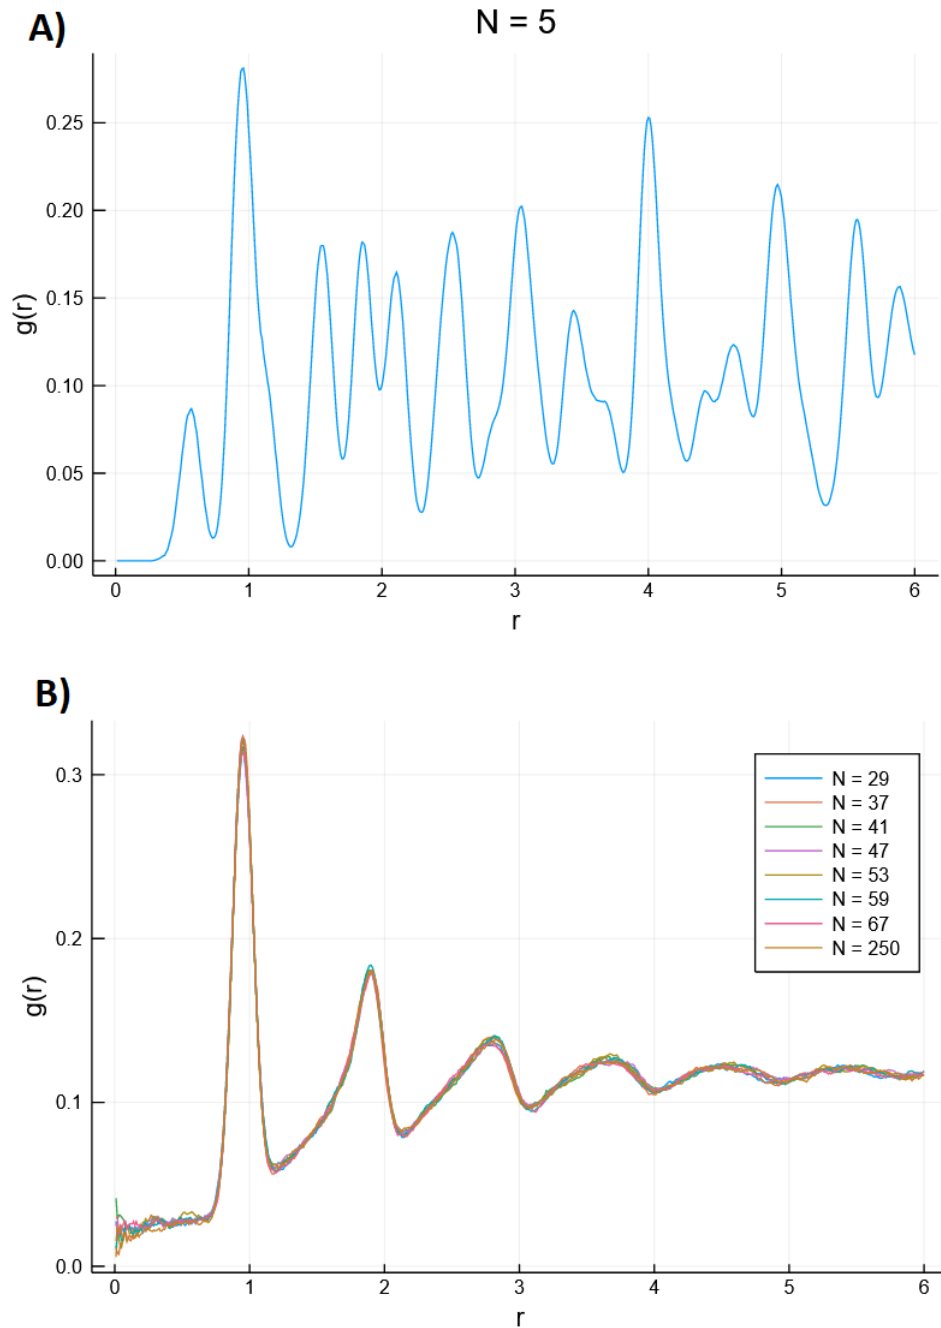 A)
N = 5
g(r)
0.25
0.20
0.15
0.10
0.05
0.00
0 1 2 3 4 5 6
r
B)
g(r)
0.3
0.2
0.1
0.0
N = 29
N = 37
N = 41
N = 47
N = 53
N = 59
N = 67
N = 250
0 1 2 3 4 5 6
r